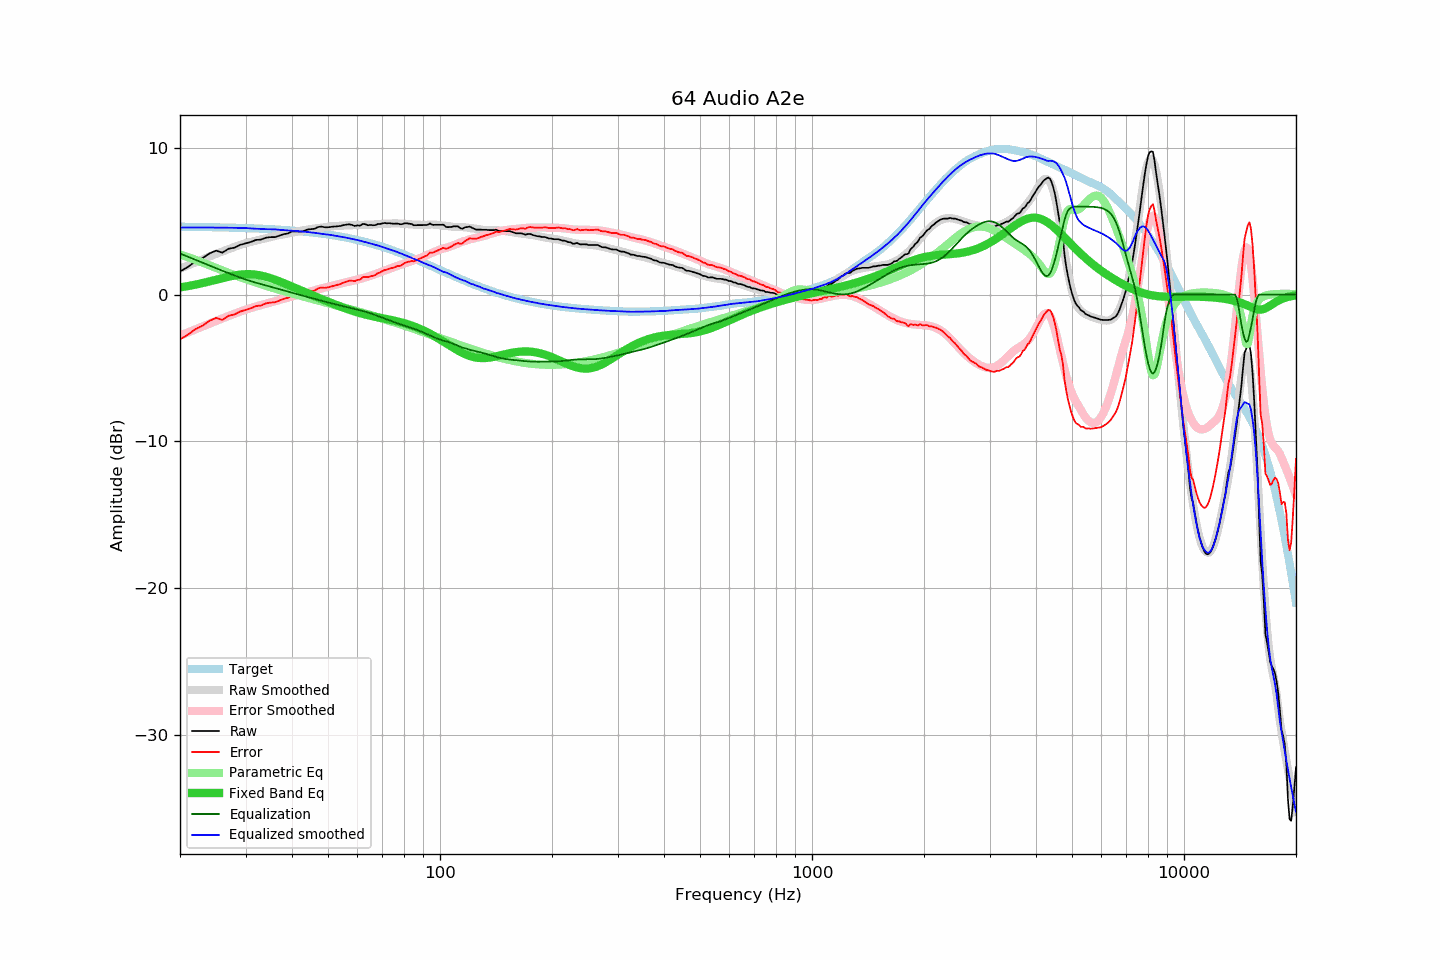 64 Audio A2e
10
0
−10
−20
−30
Amplitude (dBr)
Target
Raw Smoothed
Error Smoothed
Raw
Error
Parametric Eq
Fixed Band Eq
Equalization
Equalized smoothed
100
1000
10000
Frequency (Hz)